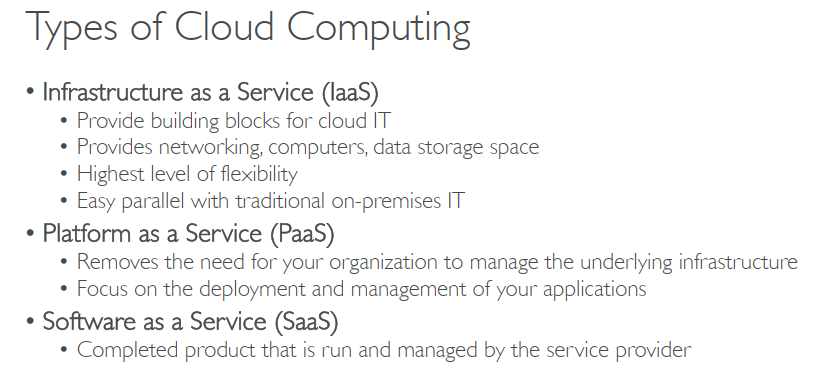 Types of Cloud Computing
• Infrastructure as a Service (IaaS)
• Provide building blocks for cloud IT
• Provides networking, computers, data storage space
• Highest level of flexibility
• Easy parallel with traditional on-premises IT
• Platform as a Service (PaaS)
• Removes the need for your organization to manage the underlying infrastructure
• Focus on the deployment and management of your applications
• Software as a Service (SaaS)
• Completed product that is run and managed by the service provider